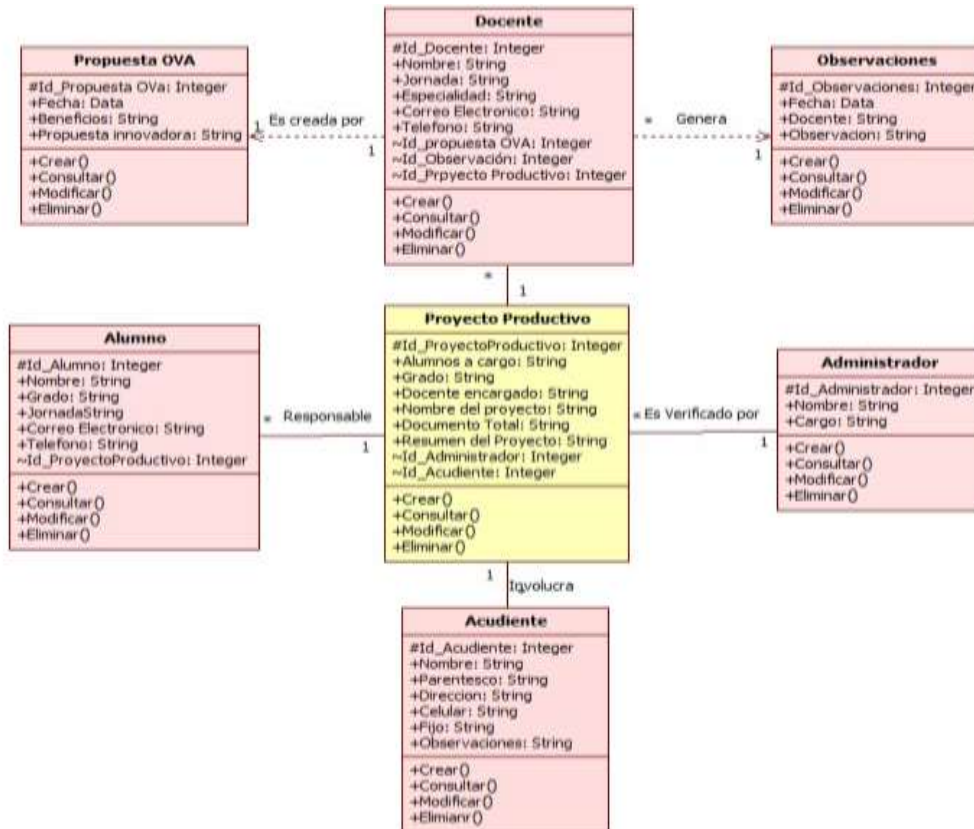 Propuesta OVA
#Id_Propuesta OVa: Integer
+Fecha: Data
+Beneficios: String
+Propuesta innovadora: String
+Crear()
+Consultar()
+Modificar()
+Eliminar()
1 Es creada por
1
Docente
#Id_Docente: Integer
+Nombre: String
+Jornada: String
+Especialidad: String
+Correo Electronico: String
+Telefono: String
~Id_propuesta OVA: Integer
~Id_Observación: Integer
~Id_Prpyecto Productivo: Integer
+Crear()
+Consultar()
+Modificar()
+Eliminar()
* Genera
1
Observaciones
#Id_Observaciones: Integer
+Fecha: Data
+Docente: String
+Observacion: String
+Crear()
+Consultar()
+Modificar()
+Eliminar()
*
1
Alumno
#Id_Alumno: Integer
+Nombre: String
+Grado: String
+JornadaString
+Correo Electronico: String
+Telefono: String
~Id_ProyectoProductivo: Integer
+Crear()
+Consultar()
+Modificar()
+Eliminar()
* Responsable
1
Proyecto Productivo
#Id_ProyectoProductivo: Integer
+Alumnos a cargo: String
+Grado: String
+Docente encargado: String
+Nombre del proyecto: String
+Documento Total: String
+Resumen del Proyecto: String
~Id_Administrador: Integer
~Id_Acudiente: Integer
+Crear()
+Consultar()
+Modificar()
+Eliminar()
* Es Verificado por
1
Administrador
#Id_Administrador: Integer
+Nombre: String
+Cargo: String
+Crear()
+Consultar()
+Modificar()
+Eliminar()
1
Involucra
Acudiente
#Id_Acudiente: Integer
+Nombre: String
+Parentesco: String
+Direccion: String
+Celular: String
+Fijo: String
+Observaciones: String
+Crear()
+Consultar()
+Modificar()
+Elimianr()